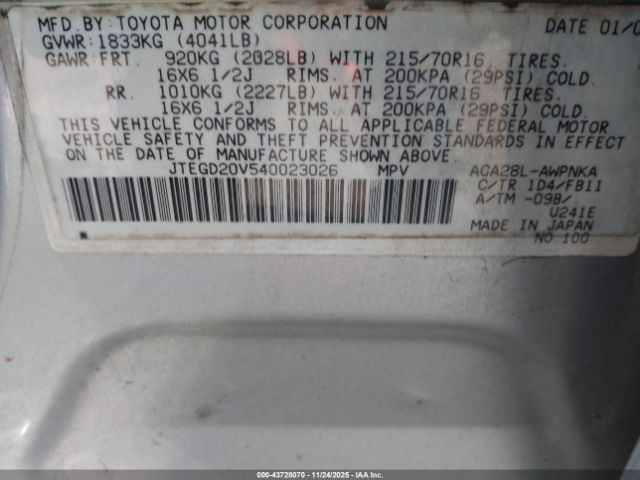 MFD.BY:TOYOTA MOTOR CORPORATION DATE 01/0
GVWR:1833KG (4041LB)
GAWR:FRT. 920KG (2028LB) WITH 215/70R16 TIRES.
16X6 1/2J RIMS. AT 200KPA (29PSI) COLD.
RR. 1010KG (2227LB) WITH 215/70R16 TIRES.
16X6 1/2J RIMS. AT 200KPA (29PSI) COLD.
THIS VEHICLE CONFORMS TO ALL APPLICABLE FEDERAL MOTOR
VEHICLE SAFETY AND THEFT PREVENTION STANDARDS IN EFFECT
ON THE DATE OF MANUFACTURE SHOWN ABOVE.
JTEGD20V540023026 MPV ACA28L-AWPNKA
C/TR 1D4/FB11
A/TM -09B/
U241E
MADE IN JAPAN
NO.100
000-43728070 - 11/24/2025 - IAAI.COM